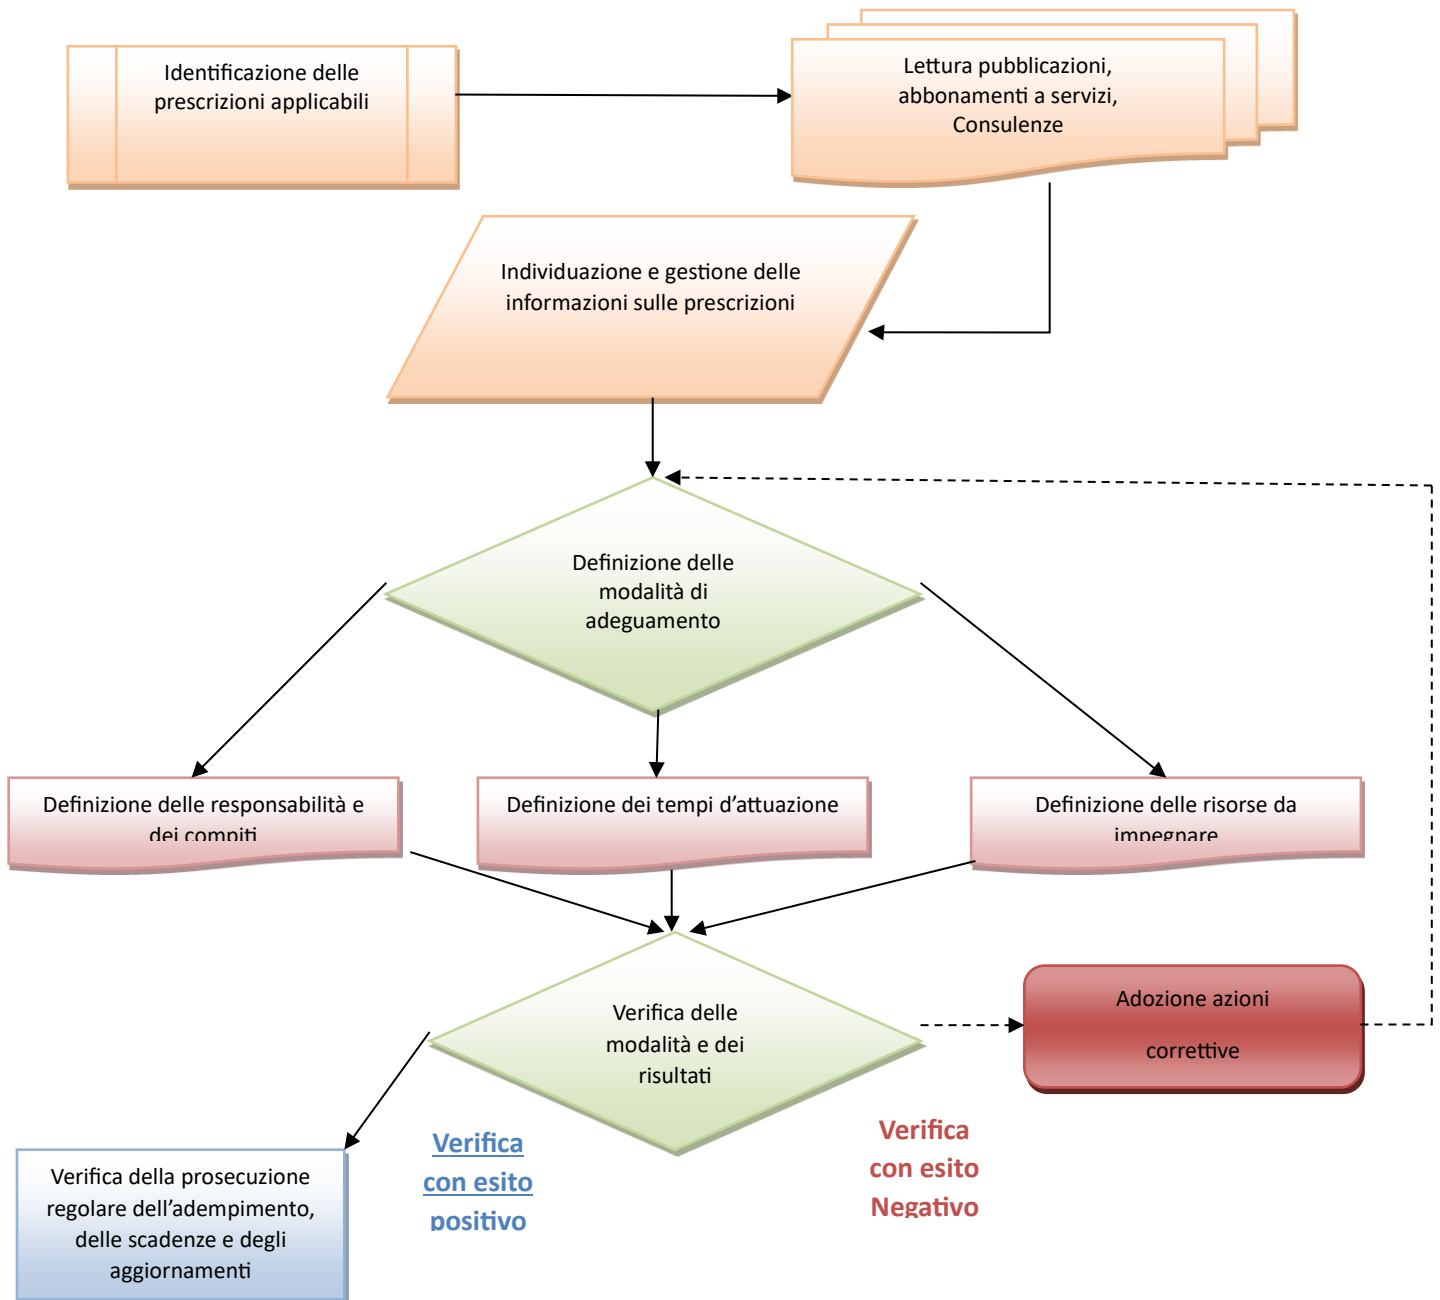 Identificazione delle
prescrizioni applicabili
Lettura pubblicazioni,
abbonamenti a servizi,
Consulenze
Individuazione e gestione delle
informazioni sulle prescrizioni
Definizione delle
modalità di
adeguamento
Definizione delle responsabilità e
dei compiti
Definizione dei tempi d'attuazione
Definizione delle risorse da
impegnare
Verifica delle
modalità e dei
risultati
Adozione azioni
correttive
Verifica
con esito
positivo
Verifica
con esito
Negativo
Verifica della prosecuzione
regolare dell'adempimento,
delle scadenze e degli
aggiornamenti